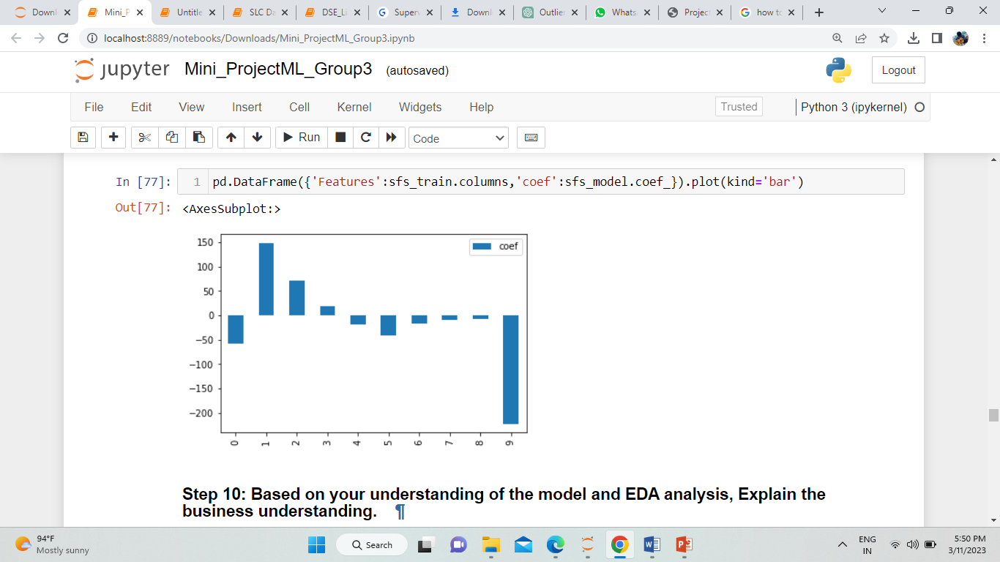 Downl Mini_P Untitle SLC Da DSE_Li Superv Downl Outlier Whats Project how to
localhost:8889/notebooks/Downloads/Mini_ProjectML_Group3.ipynb
jupyter Mini_ProjectML_Group3 (autosaved) Logout
File Edit View Insert Cell Kernel Widgets Help Trusted Python 3 (ipykernel)
Run Code
In [77]: 1 pd.DataFrame({'Features':sfs_train.columns,'coef':sfs_model.coef_}).plot(kind='bar')
Out[77]: <AxesSubplot:>
coef
150
100
50
0
−50
−100
−150
−200
0 1 2 3 4 5 6 7 8 9
Step 10: Based on your understanding of the model and EDA analysis, Explain the
business understanding. ¶
94°F
Mostly sunny
Search
ENG
IN
5:50 PM
3/11/2023